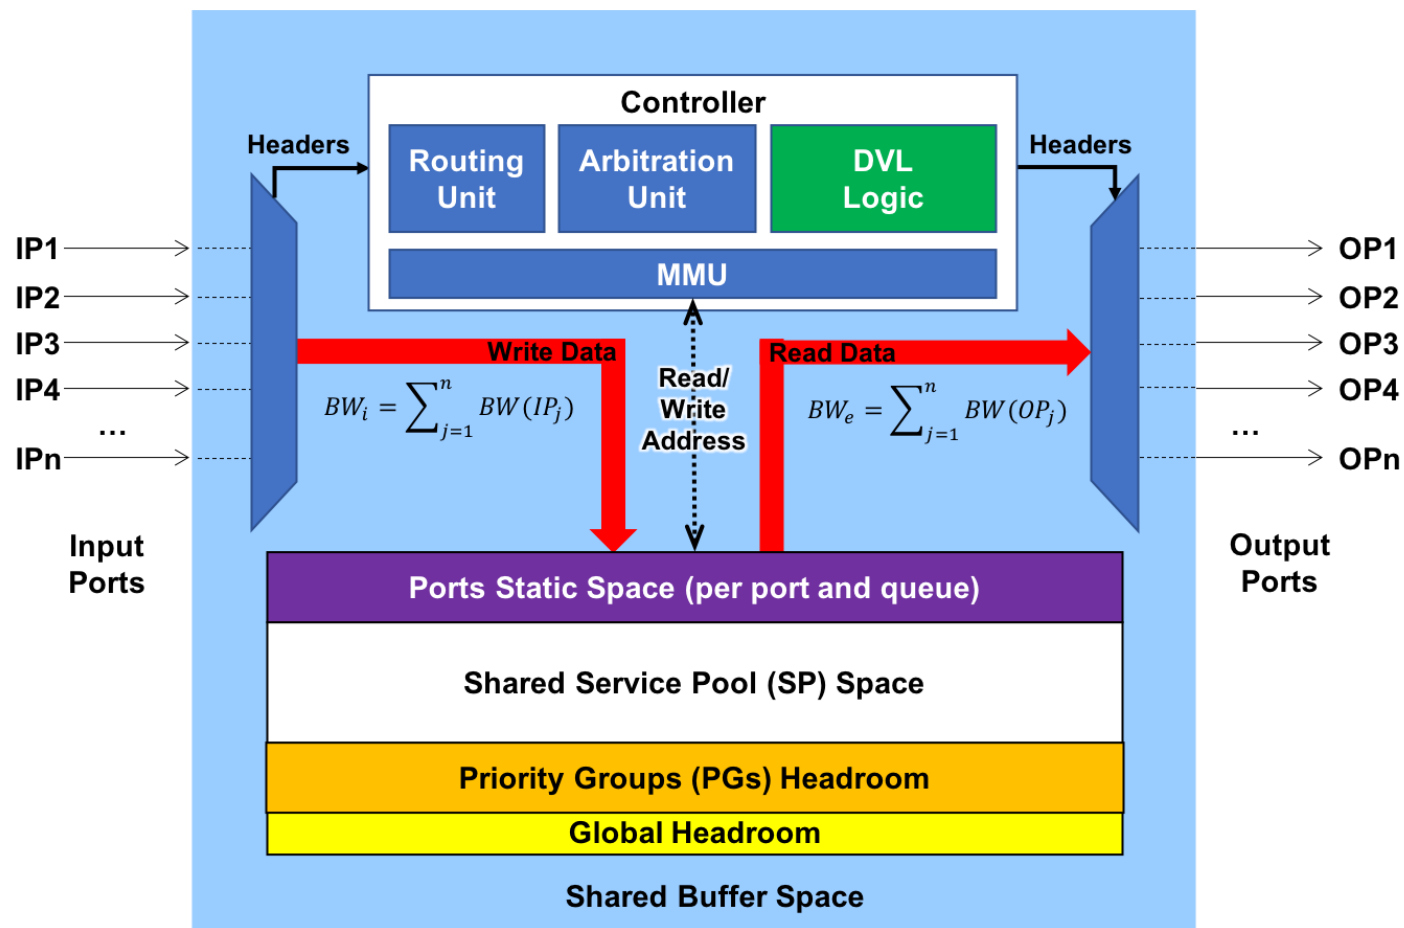 Controller
Headers
Headers
Routing
Unit
Arbitration
Unit
DVL
Logic
MMU
IP1
IP2
IP3
IP4
...
IPn
OP1
OP2
OP3
OP4
...
OPn
Write Data
Read Data
BW_i = \sum_{j=1}^{n} BW(IP_j)
Read/
Write
Address
BW_e = \sum_{j=1}^{n} BW(OP_j)
Input
Ports
Output
Ports
Ports Static Space (per port and queue)
Shared Service Pool (SP) Space
Priority Groups (PGs) Headroom
Global Headroom
Shared Buffer Space